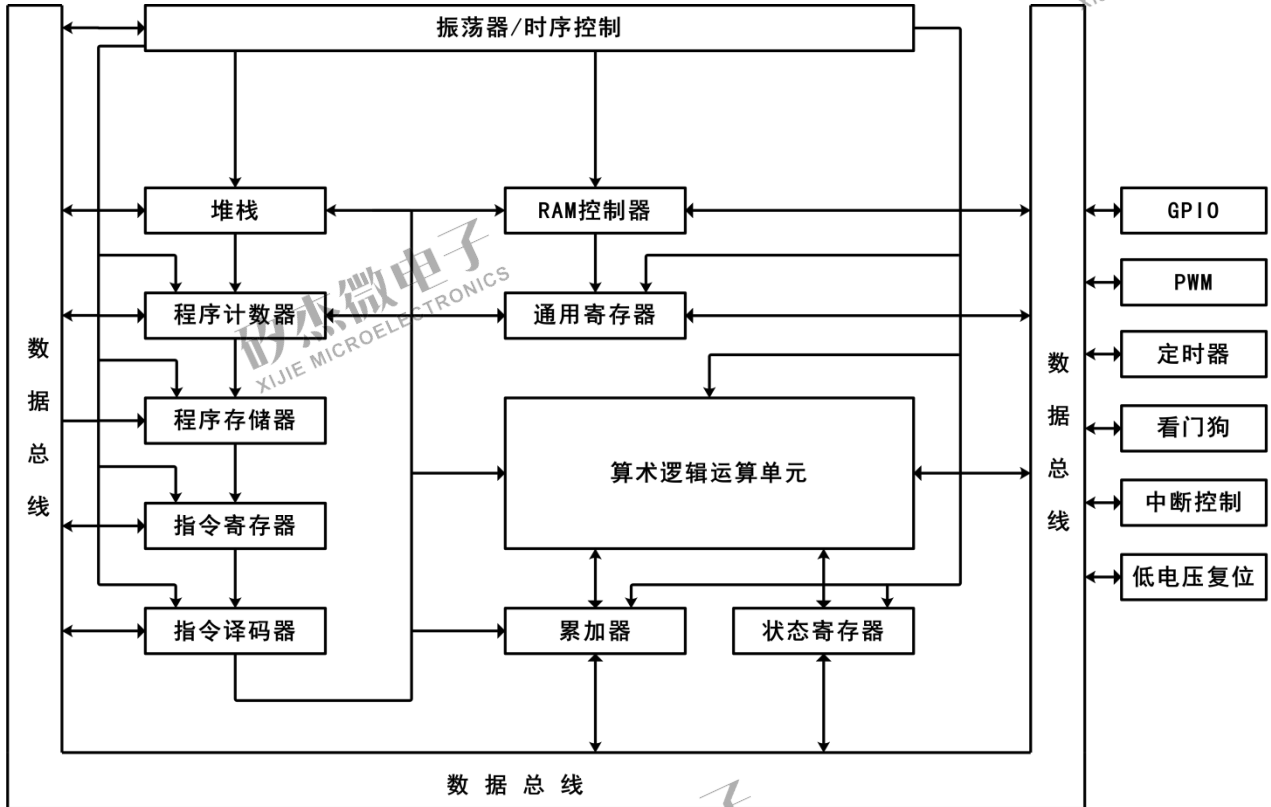 振荡器/时序控制
堆栈
RAM控制器
GPIO
PWM
程序计数器
通用寄存器
定时器
数据总线
数据总线
程序存储器
算术逻辑运算单元
看门狗
中断控制
指令寄存器
低电压复位
指令译码器
累加器
状态寄存器
数据总线
矽杰微电子
XIJIE MICROELECTRONICS